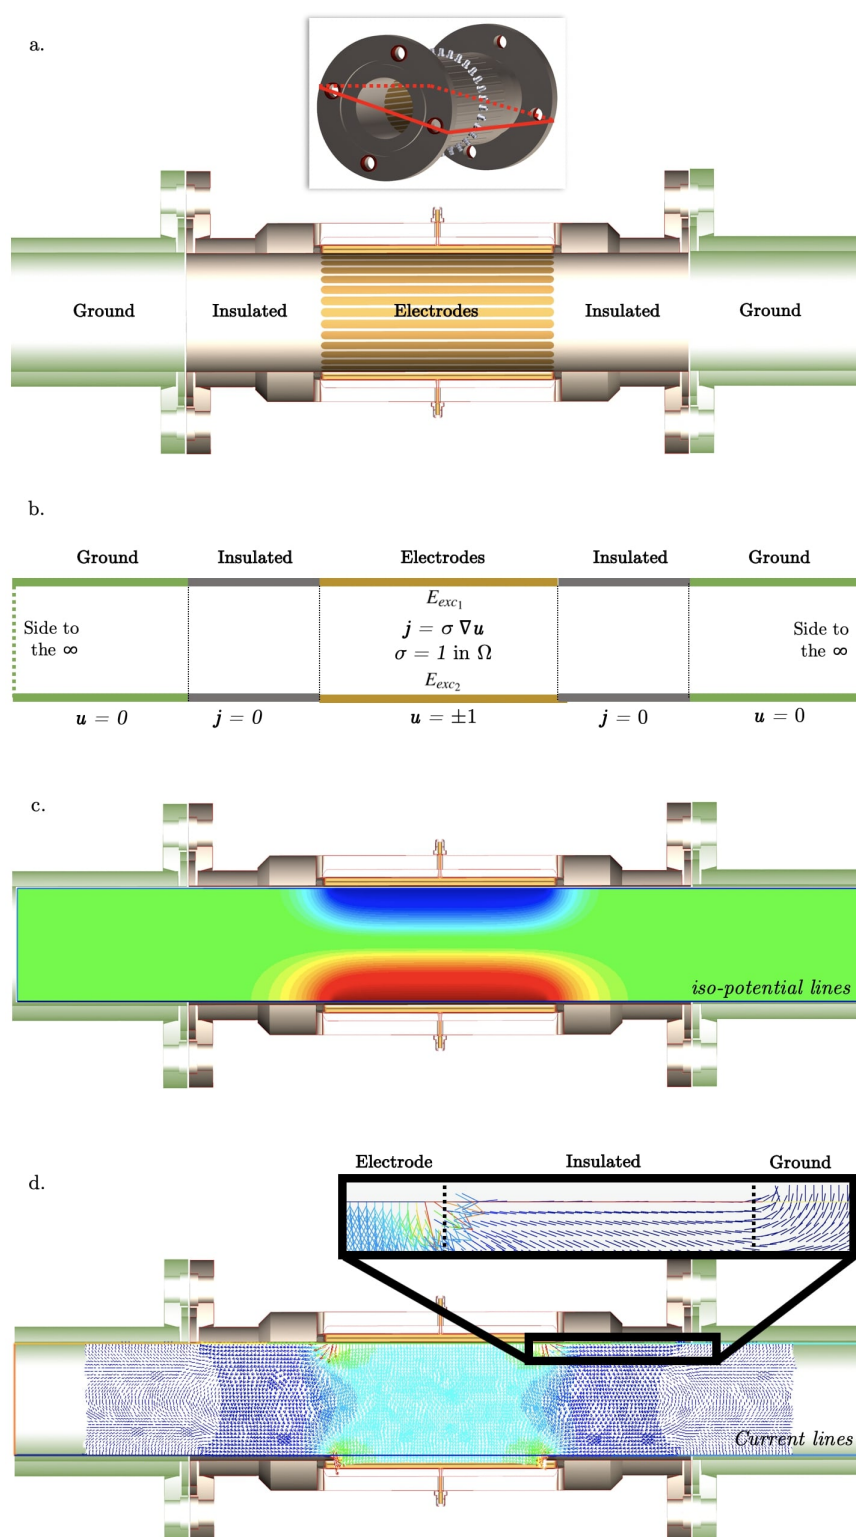 a.
Ground
Insulated
Electrodes
Insulated
Ground
b.
Ground
Insulated
Electrodes
Insulated
Ground
E_{exc_1}
Side to
the ∞
j = σ ∇u
σ = 1 in Ω
Side to
the ∞
E_{exc_2}
u = 0
j = 0
u = ±1
j = 0
u = 0
c.
iso-potential lines
d.
Electrode
Insulated
Ground
Current lines